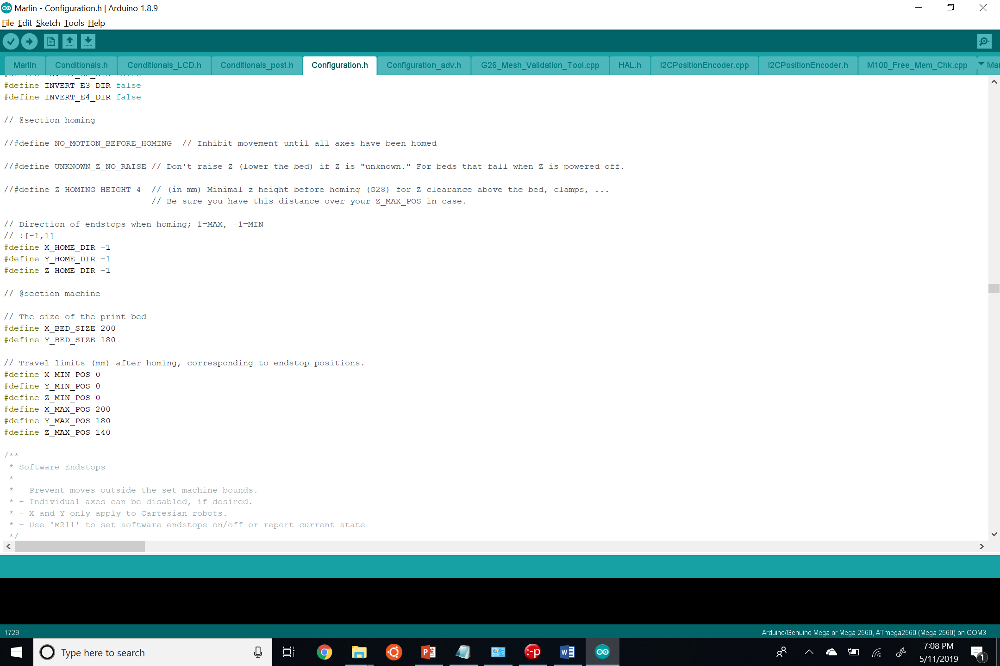 Marlin - Configuration.h | Arduino 1.8.9
File Edit Sketch Tools Help
Marlin Conditionals.h Conditionals_LCD.h Conditionals_post.h Configuration.h Configuration_adv.h G26_Mesh_Validation_Tool.cpp HAL.h I2CPositionEncoder.cpp I2CPositionEncoder.h M100_Free_Mem_Chk.cpp Mar
#define INVERT_E2_DIR false
#define INVERT_E3_DIR false
#define INVERT_E4_DIR false
// @section homing
//#define NO_MOTION_BEFORE_HOMING  // Inhibit movement until all axes have been homed
//#define UNKNOWN_Z_NO_RAISE // Don't raise Z (lower the bed) if Z is "unknown." For beds that fall when Z is powered off.
//#define Z_HOMING_HEIGHT 4  // (in mm) Minimal z height before homing (G28) for Z clearance above the bed, clamps, ...
// Be sure you have this distance over your Z_MAX_POS in case.
// Direction of endstops when homing; 1=MAX, -1=MIN
// :[-1,1]
#define X_HOME_DIR -1
#define Y_HOME_DIR -1
#define Z_HOME_DIR -1
// @section machine
// The size of the print bed
#define X_BED_SIZE 200
#define Y_BED_SIZE 180
// Travel limits (mm) after homing, corresponding to endstop positions.
#define X_MIN_POS 0
#define Y_MIN_POS 0
#define Z_MIN_POS 0
#define X_MAX_POS 200
#define Y_MAX_POS 180
#define Z_MAX_POS 140
/**
* Software Endstops
*
* - Prevent moves outside the set machine bounds.
* - Individual axes can be disabled, if desired.
* - X and Y only apply to Cartesian robots.
* - Use 'M211' to set software endstops on/off or report current state
*/
1729
Arduino/Genuino Mega or Mega 2560, ATmega2560 (Mega 2560) on COM3
Type here to search
7:08 PM
5/11/2019
1